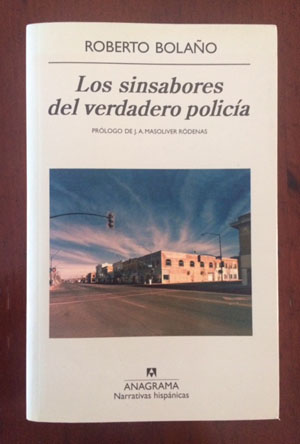 ROBERTO BOLAÑO
Los sinsabores
del verdadero policía
PRÓLOGO DE J. A. MASOLIVER RÓDENAS
ANAGRAMA
Narrativas hispánicas